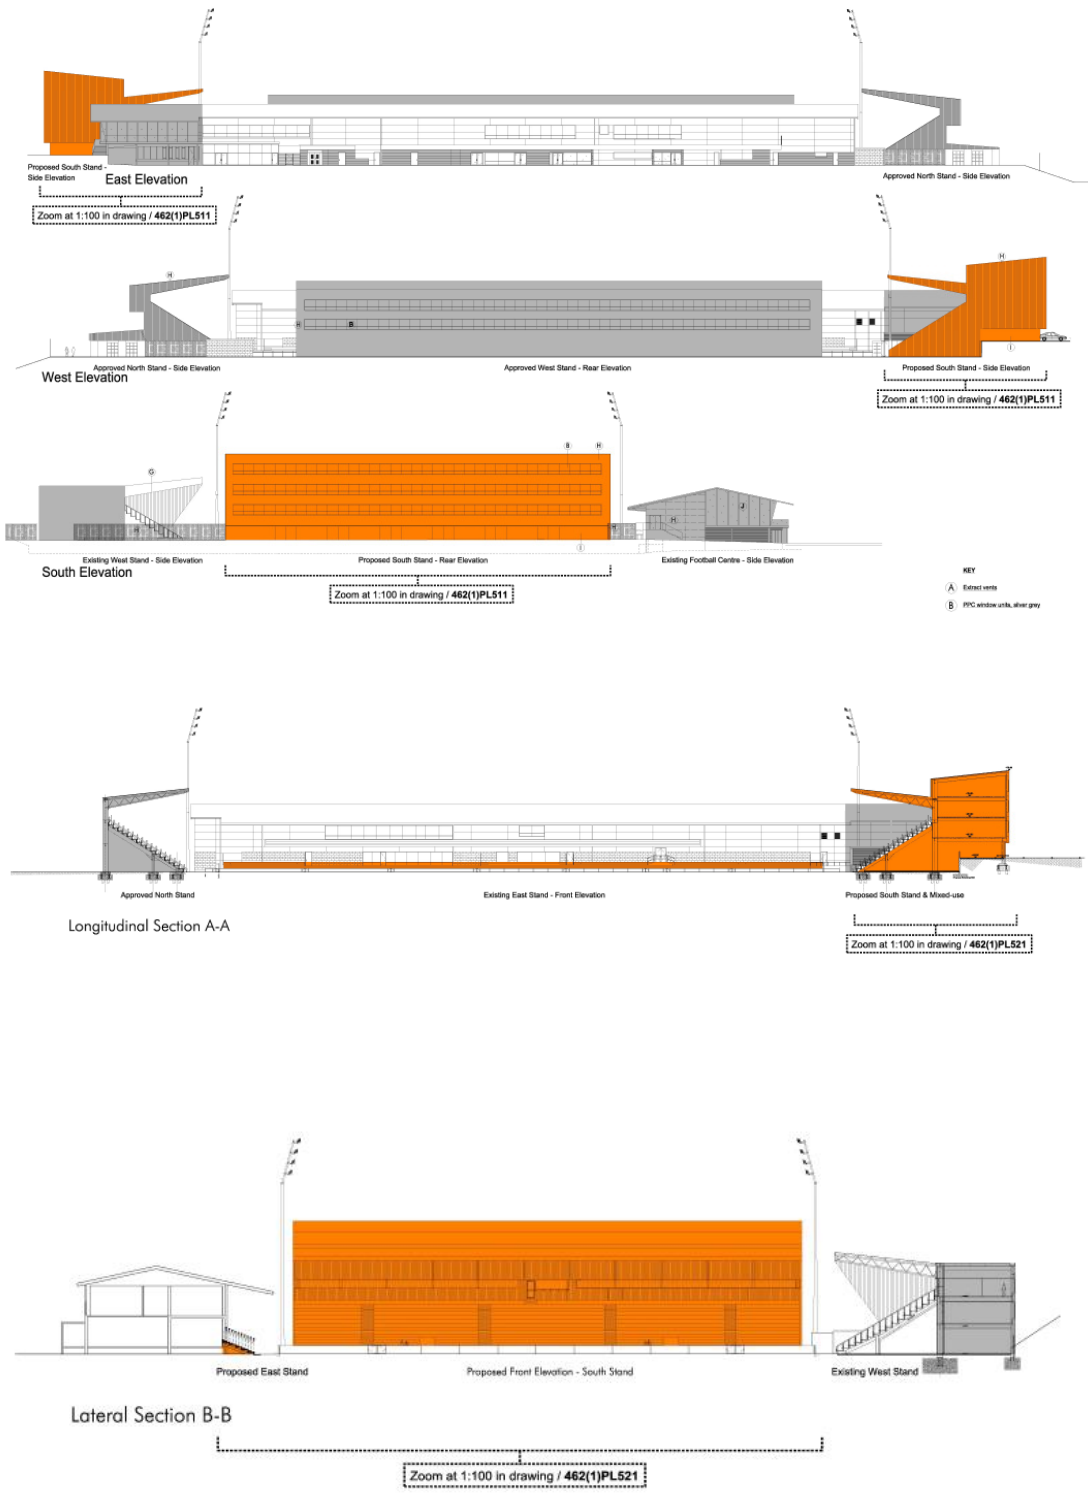 Proposed South Stand -
Side Elevation
East Elevation
Approved North Stand - Side Elevation
Zoom at 1:100 in drawing / 462(1)PL511
H
H
H
B
I
Approved North Stand - Side Elevation
Approved West Stand - Rear Elevation
Proposed South Stand - Side Elevation
West Elevation
Zoom at 1:100 in drawing / 462(1)PL511
B
H
G
J
H
H
H
Existing West Stand - Side Elevation
Proposed South Stand - Rear Elevation
Existing Football Centre - Side Elevation
South Elevation
Zoom at 1:100 in drawing / 462(1)PL511
KEY
A Extract vents
B PPC window units, silver grey
Approved North Stand
Existing East Stand - Front Elevation
Proposed South Stand & Mixed-use
Longitudinal Section A-A
Zoom at 1:100 in drawing / 462(1)PL521
Proposed East Stand
Proposed Front Elevation - South Stand
Existing West Stand
Lateral Section B-B
Zoom at 1:100 in drawing / 462(1)PL521